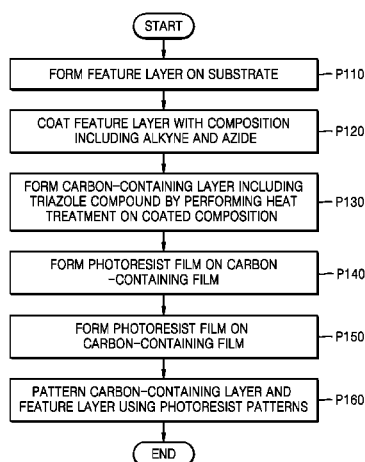 START
FORM FEATURE LAYER ON SUBSTRATE
P110
COAT FEATURE LAYER WITH COMPOSITION
INCLUDING ALKYNE AND AZIDE
P120
FORM CARBON-CONTAINING LAYER INCLUDING
TRIAZOLE COMPOUND BY PERFORMING HEAT
TREATMENT ON COATED COMPOSITION
P130
FORM PHOTORESIST FILM ON CARBON
-CONTAINING FILM
P140
FORM PHOTORESIST FILM ON
CARBON-CONTAINING FILM
P150
PATTERN CARBON-CONTAINING LAYER AND
FEATURE LAYER USING PHOTORESIST PATTERNS
P160
END